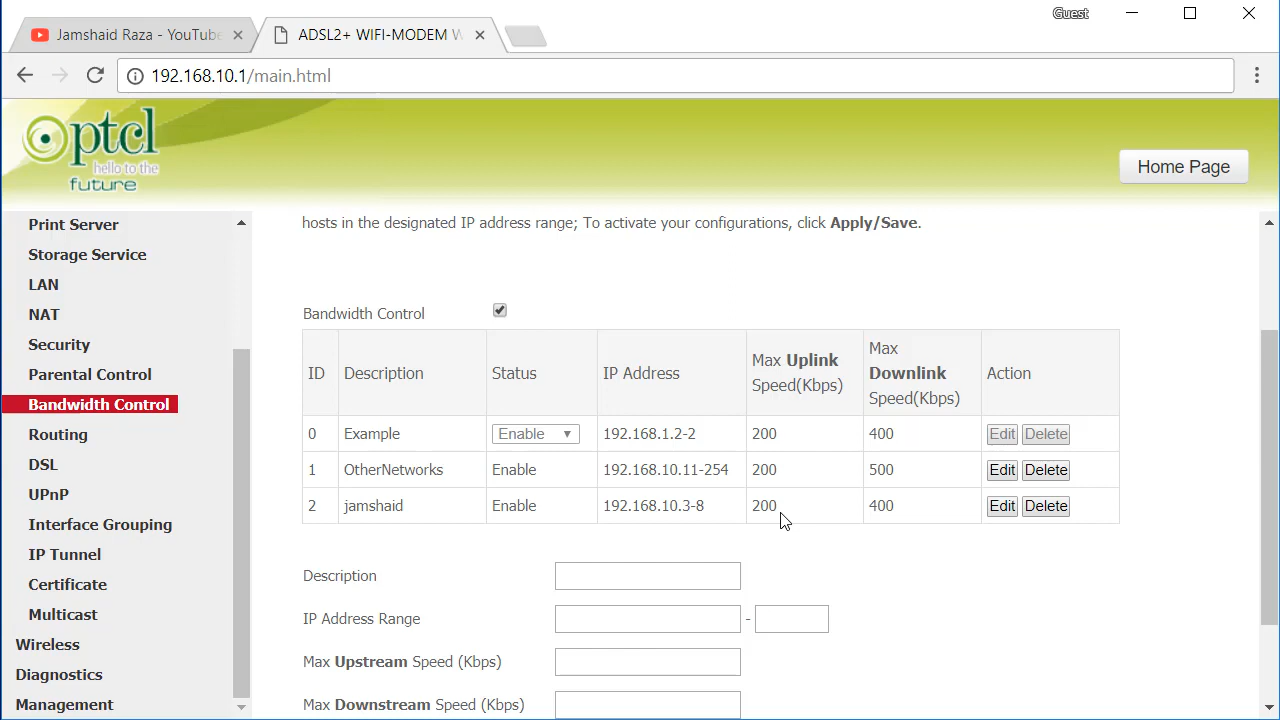 Guest
Jamshaid Raza - YouTube
ADSL2+ WIFI-MODEM W
192.168.10.1/main.html
ptcl
hello to the
future
Home Page
Print Server
Storage Service
LAN
NAT
Security
Parental Control
Bandwidth Control
Routing
DSL
UPnP
Interface Grouping
IP Tunnel
Certificate
Multicast
Wireless
Diagnostics
Management
hosts in the designated IP address range; To activate your configurations, click Apply/Save.
Bandwidth Control
ID Description Status IP Address Max Uplink Speed(Kbps) Max Downlink Speed(Kbps) Action
0 Example Enable 192.168.1.2-2 200 400 Edit Delete
1 OtherNetworks Enable 192.168.10.11-254 200 500 Edit Delete
2 jamshaid Enable 192.168.10.3-8 200 400 Edit Delete
Description
IP Address Range -
Max Upstream Speed (Kbps)
Max Downstream Speed (Kbps)